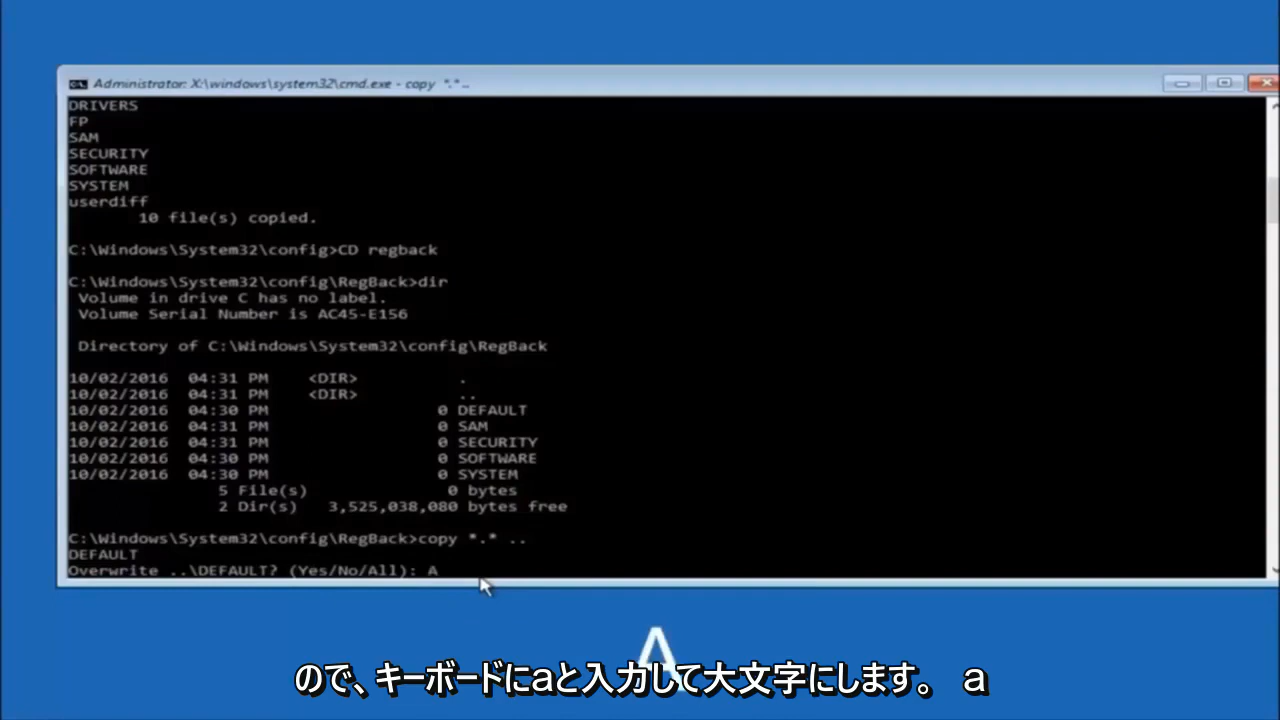 Administrator: X:\windows\system32\cmd.exe - copy *.* ..
DRIVERS
FP
SAM
SECURITY
SOFTWARE
SYSTEM
userdiff
10 file(s) copied.
C:\Windows\System32\config>CD regback
C:\Windows\System32\config\RegBack>dir
Volume in drive C has no label.
Volume Serial Number is AC45-E156
Directory of C:\Windows\System32\config\RegBack
10/02/2016 04:31 PM <DIR> .
10/02/2016 04:31 PM <DIR> ..
10/02/2016 04:30 PM 0 DEFAULT
10/02/2016 04:31 PM 0 SAM
10/02/2016 04:31 PM 0 SECURITY
10/02/2016 04:30 PM 0 SOFTWARE
10/02/2016 04:30 PM 0 SYSTEM
5 File(s) 0 bytes
2 Dir(s) 3,525,038,080 bytes free
C:\Windows\System32\config\RegBack>copy *.* ..
DEFAULT
Overwrite ..\DEFAULT? (Yes/No/All): A
A
ので、キーボードにaと入力して大文字にします。 a